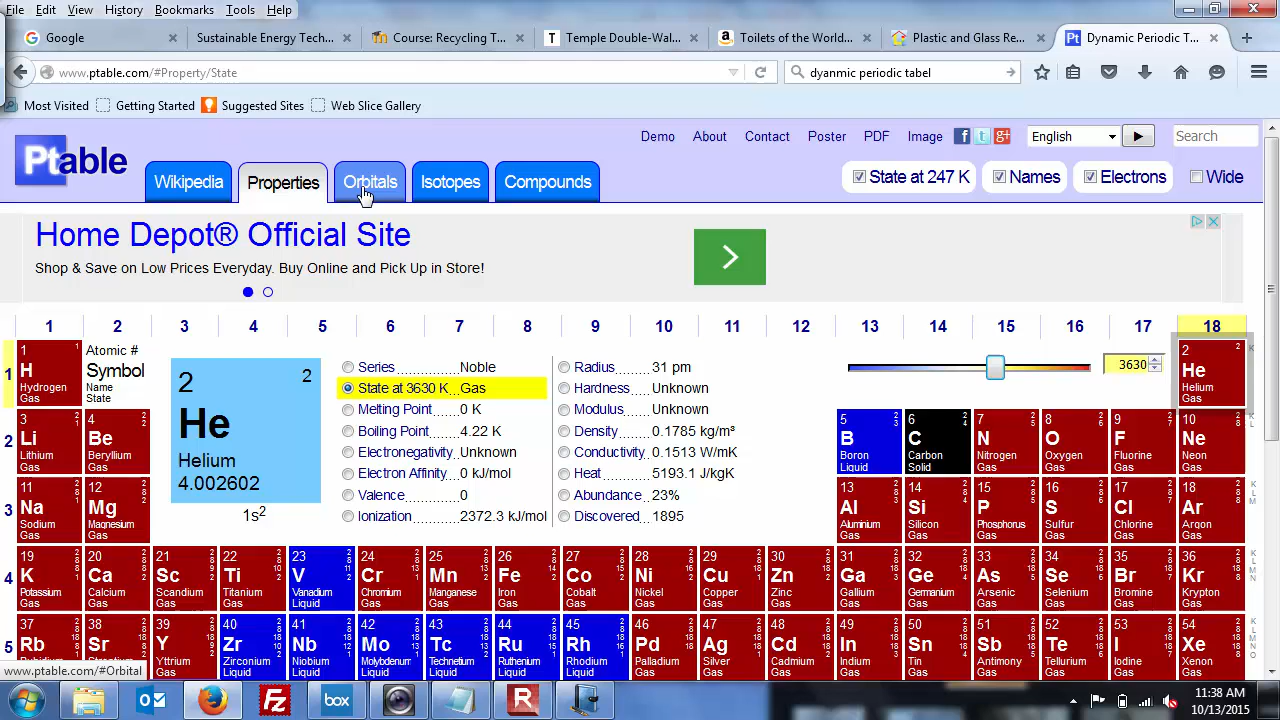 File Edit View History Bookmarks Tools Help
Google
Sustainable Energy Tech...
Course: Recycling T...
Temple Double-Wal...
Toilets of the World...
Plastic and Glass Re...
Dynamic Periodic T...
www.ptable.com/#Property/State
dyanmic periodic tabel
Most Visited Getting Started Suggested Sites Web Slice Gallery
Ptable
Demo About Contact Poster PDF Image English Search
Wikipedia Properties Orbitals Isotopes Compounds
State at 247 K Names Electrons Wide
Home Depot® Official Site
Shop & Save on Low Prices Everyday. Buy Online and Pick Up in Store!
1 2 3 4 5 6 7 8 9 10 11 12 13 14 15 16 17 18
1
1 1 H Hydrogen Gas
Atomic #
Symbol
Name
State
2 2
He
Helium
4.002602
1s²
Series Noble
State at 3630 K Gas
Melting Point 0 K
Boiling Point 4.22 K
Electronegativity Unknown
Electron Affinity 0 kJ/mol
Valence 0
Ionization 2372.3 kJ/mol
Radius 31 pm
Hardness Unknown
Modulus Unknown
Density 0.1785 kg/m³
Conductivity 0.1513 W/mK
Heat 5193.1 J/kgK
Abundance 23%
Discovered 1895
3630
2 2 He Helium Gas
K
2
3 Li Lithium Gas
4 Be Beryllium Gas
5 B Boron Liquid
6 C Carbon Solid
7 N Nitrogen Gas
8 O Oxygen Gas
9 F Fluorine Gas
10 Ne Neon Gas
3
11 Na Sodium Gas
12 Mg Magnesium Gas
13 Al Aluminium Gas
14 Si Silicon Gas
15 P Phosphorus Gas
16 S Sulfur Gas
17 Cl Chlorine Gas
18 Ar Argon Gas
4
19 K Potassium Gas
20 Ca Calcium Gas
21 Sc Scandium Gas
22 Ti Titanium Gas
23 V Vanadium Liquid
24 Cr Chromium Gas
25 Mn Manganese Gas
26 Fe Iron Gas
27 Co Cobalt Gas
28 Ni Nickel Gas
29 Cu Copper Gas
30 Zn Zinc Gas
31 Ga Gallium Gas
32 Ge Germanium Gas
33 As Arsenic Gas
34 Se Selenium Gas
35 Br Bromine Gas
36 Kr Krypton Gas
5
37 Rb
38 Sr
39 Y Yttrium
40 Zr Zirconium
41 Nb Niobium
42 Mo Molybdenum
43 Tc Technetium
44 Ru Ruthenium
45 Rh Rhodium
46 Pd Palladium
47 Ag Silver
48 Cd Cadmium
49 In Indium
50 Sn Tin
51 Sb Antimony
52 Te Tellurium
53 I Iodine
54 Xe Xenon
www.ptable.com/#Orbital
box
11:38 AM
10/13/2015